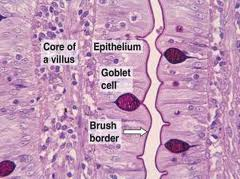 Core of
a villus
Epithelium
Goblet
cell
Brush
border